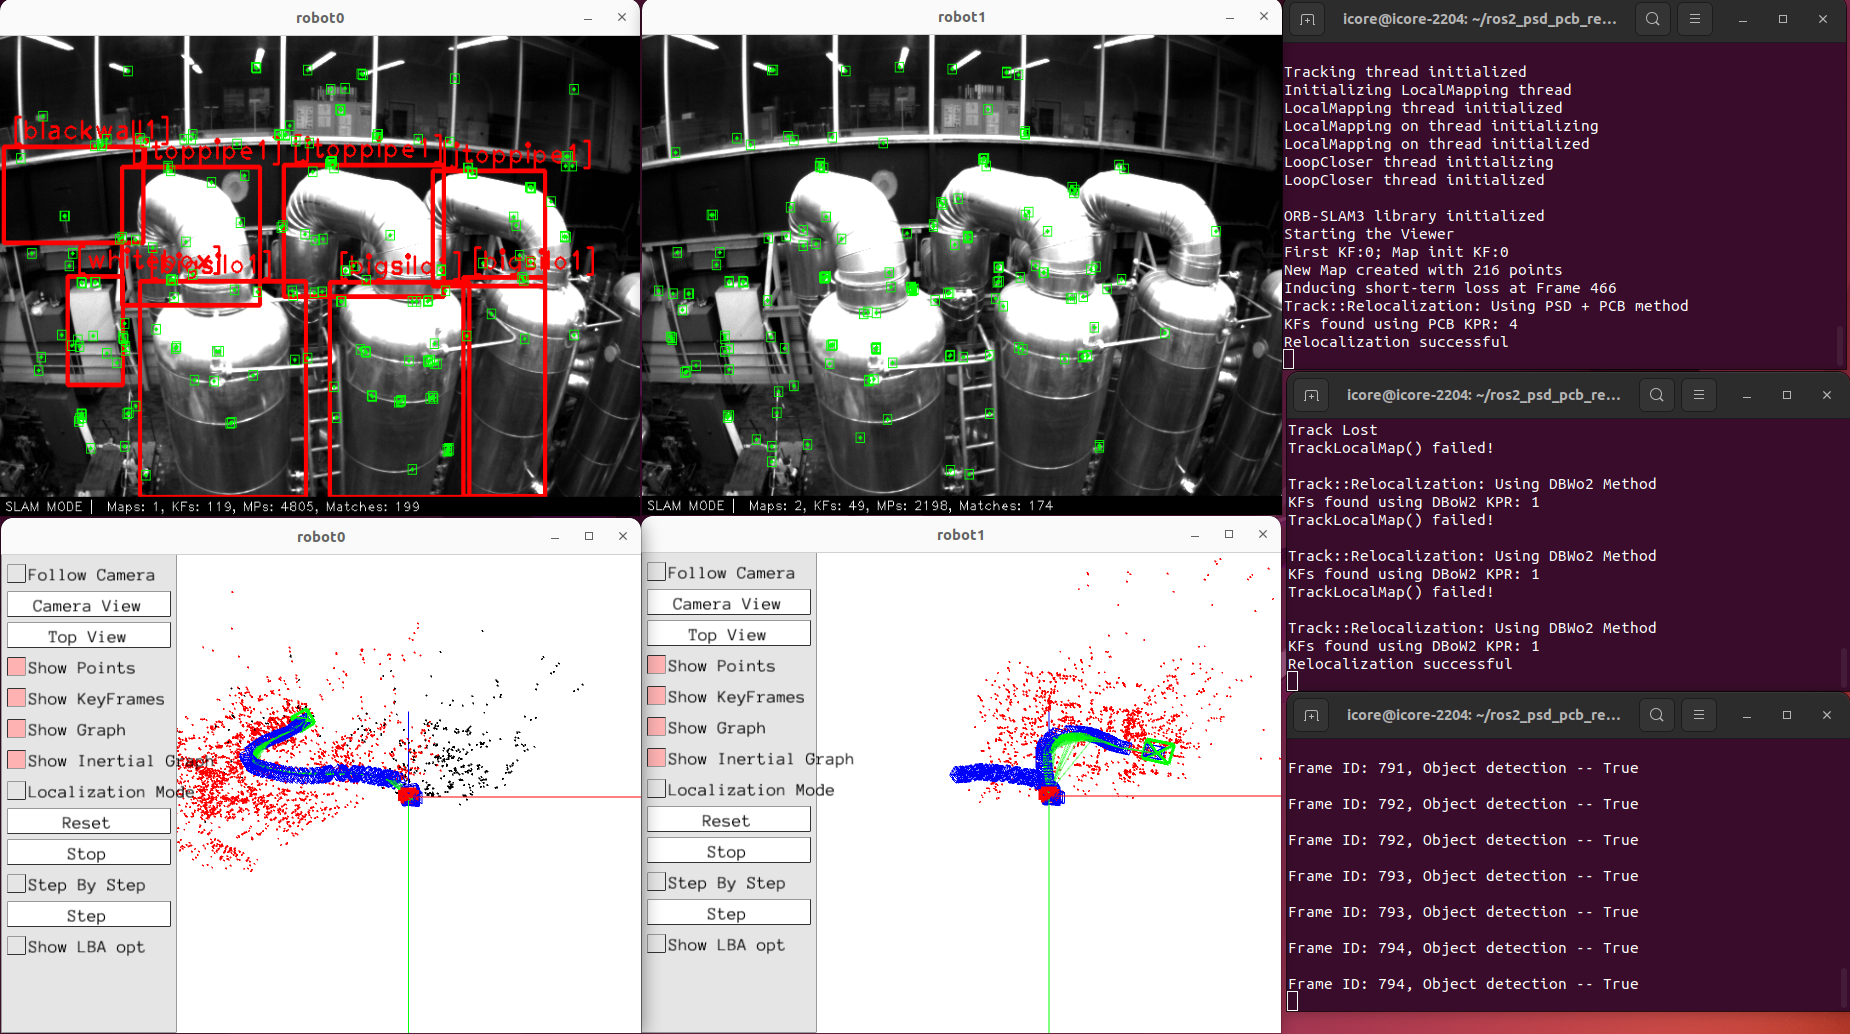 robot0
[blackwall1]
[toppipe1]
[toppipe1]
[toppipe1]
[whitebox]
[bigsilo1]
[bigsilo1]
[bigsilo1]
SLAM MODE | Maps: 1, KFs: 119, MPs: 4805, Matches: 199
robot1
SLAM MODE | Maps: 2, KFs: 49, MPs: 2198, Matches: 174
robot0
Follow Camera
Camera View
Top View
Show Points
Show KeyFrames
Show Graph
Show Inertial Graph
Localization Mode
Reset
Stop
Step By Step
Step
Show LBA opt
robot1
Follow Camera
Camera View
Top View
Show Points
Show KeyFrames
Show Graph
Show Inertial Graph
Localization Mode
Reset
Stop
Step By Step
Step
Show LBA opt
icore@icore-2204: ~/ros2_psd_pcb_re...
Tracking thread initialized
Initializing LocalMapping thread
LocalMapping thread initialized
LocalMapping on thread initializing
LocalMapping on thread initialized
LoopCloser thread initializing
LoopCloser thread initialized
ORB-SLAM3 library initialized
Starting the Viewer
First KF:0; Map init KF:0
New Map created with 216 points
Inducing short-term loss at Frame 466
Track::Relocalization: Using PSD + PCB method
KFs found using PCB KPR: 4
Relocalization successful
icore@icore-2204: ~/ros2_psd_pcb_re...
Track Lost
TrackLocalMap() failed!
Track::Relocalization: Using DBWo2 Method
KFs found using DBoW2 KPR: 1
TrackLocalMap() failed!
Track::Relocalization: Using DBWo2 Method
KFs found using DBoW2 KPR: 1
TrackLocalMap() failed!
Track::Relocalization: Using DBWo2 Method
KFs found using DBoW2 KPR: 1
Relocalization successful
icore@icore-2204: ~/ros2_psd_pcb_re...
Frame ID: 791, Object detection -- True
Frame ID: 792, Object detection -- True
Frame ID: 792, Object detection -- True
Frame ID: 793, Object detection -- True
Frame ID: 793, Object detection -- True
Frame ID: 794, Object detection -- True
Frame ID: 794, Object detection -- True